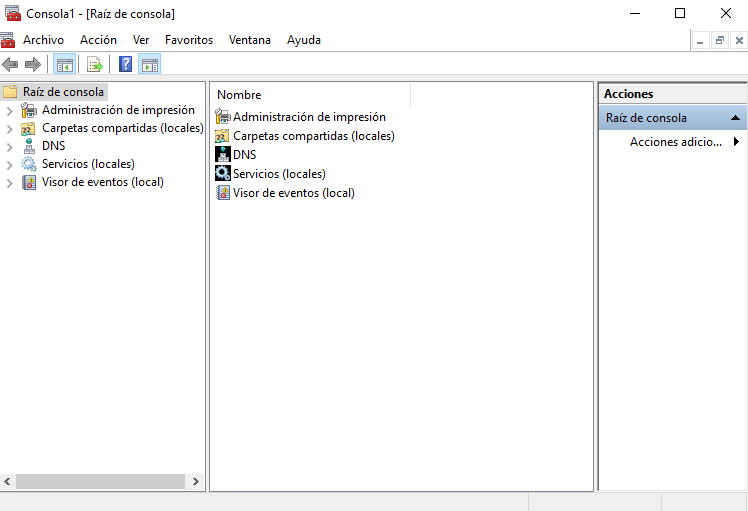 Consola1 - [Raíz de consola]
Archivo Acción Ver Favoritos Ventana Ayuda
Raíz de consola
Administración de impresión
Carpetas compartidas (locales)
DNS
Servicios (locales)
Visor de eventos (local)
Nombre
Administración de impresión
Carpetas compartidas (locales)
DNS
Servicios (locales)
Visor de eventos (local)
Acciones
Raíz de consola
Acciones adicio...